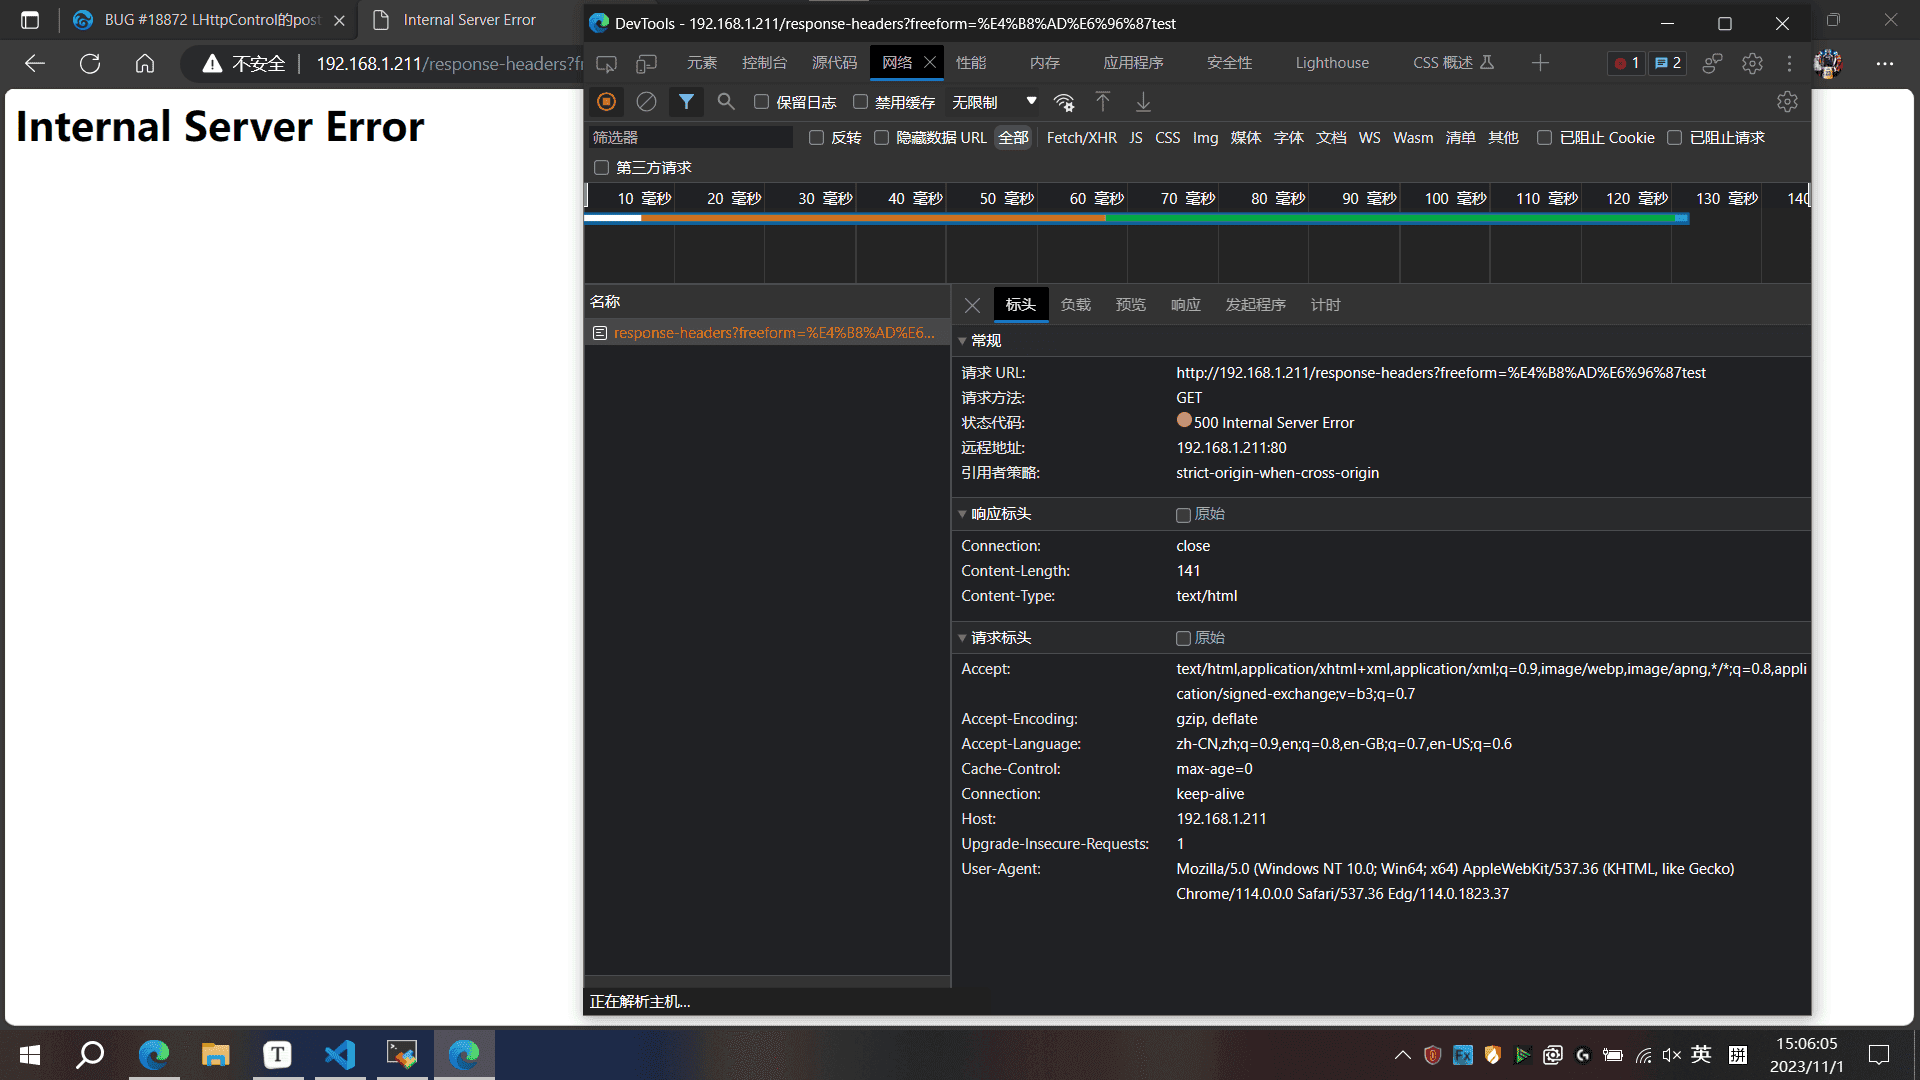 BUG #18872 LHttpControl的post
Internal Server Error
不安全
192.168.1.211/response-headers?f
Internal Server Error
DevTools - 192.168.1.211/response-headers?freeform=%E4%B8%AD%E6%96%87test
元素 控制台 源代码 网络 性能 内存 应用程序 安全性 Lighthouse CSS 概述 1 2
保留日志 禁用缓存 无限制
筛选器 反转 隐藏数据 URL 全部 Fetch/XHR JS CSS Img 媒体 字体 文档 WS Wasm 清单 其他 已阻止 Cookie 已阻止请求
第三方请求
10 毫秒 20 毫秒 30 毫秒 40 毫秒 50 毫秒 60 毫秒 70 毫秒 80 毫秒 90 毫秒 100 毫秒 110 毫秒 120 毫秒 130 毫秒 140
名称
response-headers?freeform=%E4%B8%AD%E6...
标头 负载 预览 响应 发起程序 计时
常规
请求 URL: http://192.168.1.211/response-headers?freeform=%E4%B8%AD%E6%96%87test
请求方法: GET
状态代码: 500 Internal Server Error
远程地址: 192.168.1.211:80
引用者策略: strict-origin-when-cross-origin
响应标头 原始
Connection: close
Content-Length: 141
Content-Type: text/html
请求标头 原始
Accept: text/html,application/xhtml+xml,application/xml;q=0.9,image/webp,image/apng,*/*;q=0.8,appli
cation/signed-exchange;v=b3;q=0.7
Accept-Encoding: gzip, deflate
Accept-Language: zh-CN,zh;q=0.9,en;q=0.8,en-GB;q=0.7,en-US;q=0.6
Cache-Control: max-age=0
Connection: keep-alive
Host: 192.168.1.211
Upgrade-Insecure-Requests: 1
User-Agent: Mozilla/5.0 (Windows NT 10.0; Win64; x64) AppleWebKit/537.36 (KHTML, like Gecko)
Chrome/114.0.0.0 Safari/537.36 Edg/114.0.1823.37
正在解析主机...
T
Fx
英
拼
15:06:05
2023/11/1